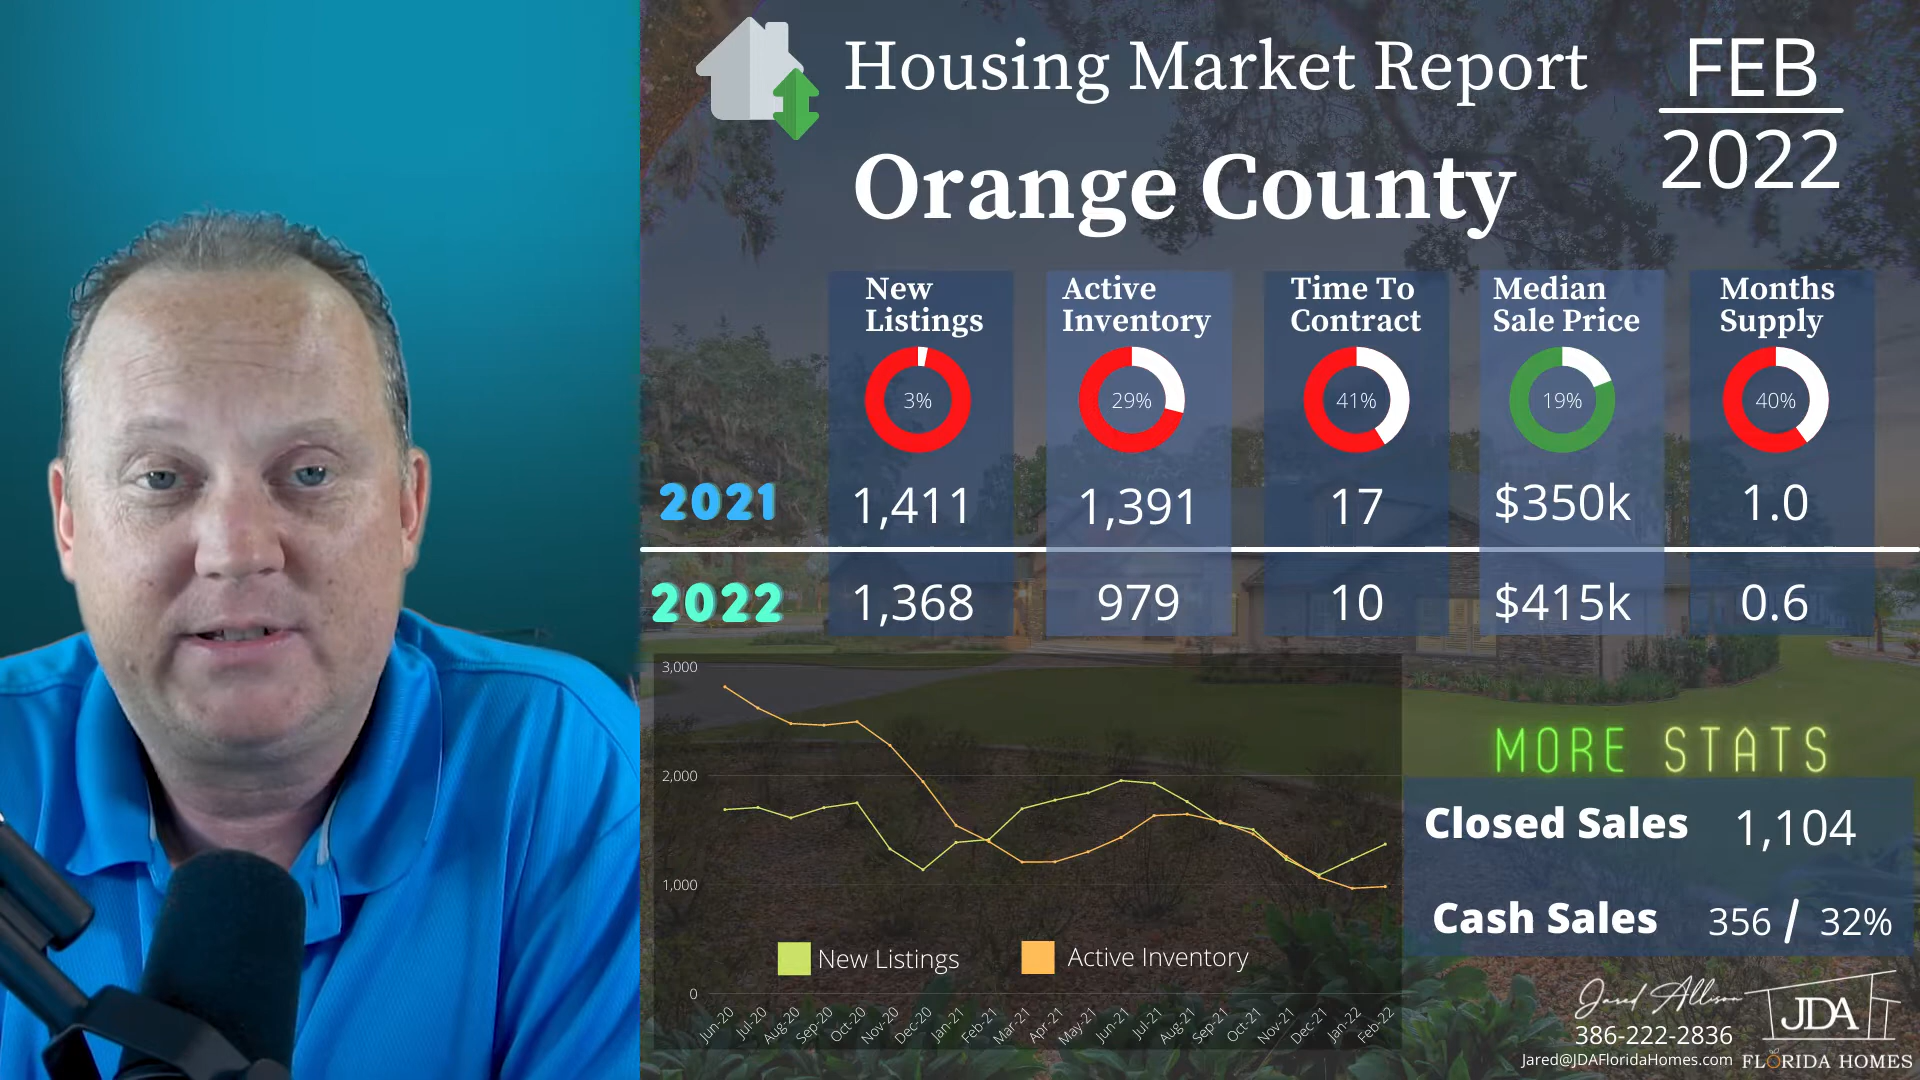 Housing Market Report
FEB
2022
Orange County
New
Listings
Active
Inventory
Time To
Contract
Median
Sale Price
Months
Supply
3%
29%
41%
19%
40%
2021
1,411
1,391
17
$350k
1.0
2022
1,368
979
10
$415k
0.6
3,000
2,000
1,000
0
Jun-20 Jul-20 Aug-20 Sep-20 Oct-20 Nov-20 Dec-20 Jan-21 Feb-21 Mar-21 Apr-21 May-21 Jun-21 Jul-21 Aug-21 Sep-21 Oct-21 Nov-21 Dec-21 Jan-22 Feb-22
New Listings
Active Inventory
MORE STATS
Closed Sales 1,104
Cash Sales 356 / 32%
Jared Allison
386-222-2836
Jared@JDAFloridaHomes.com
JDA
FLORIDA HOMES